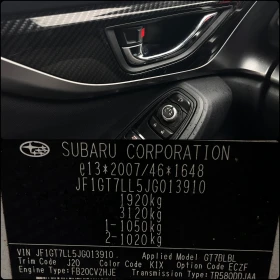 SUBARU CORPORATION
e13*2007/46*1648
JF1GT7LL5JG013910
1920kg
3120kg
1-1050kg
2-1020kg
VIN JF1GT7LL5JG013910. Applied Model GT7BLBL
Trim Code J20 Color Code K1X Option Code ECZF
Engine Type: FB20CVZHJE Transmission Type: TR580DDJAA